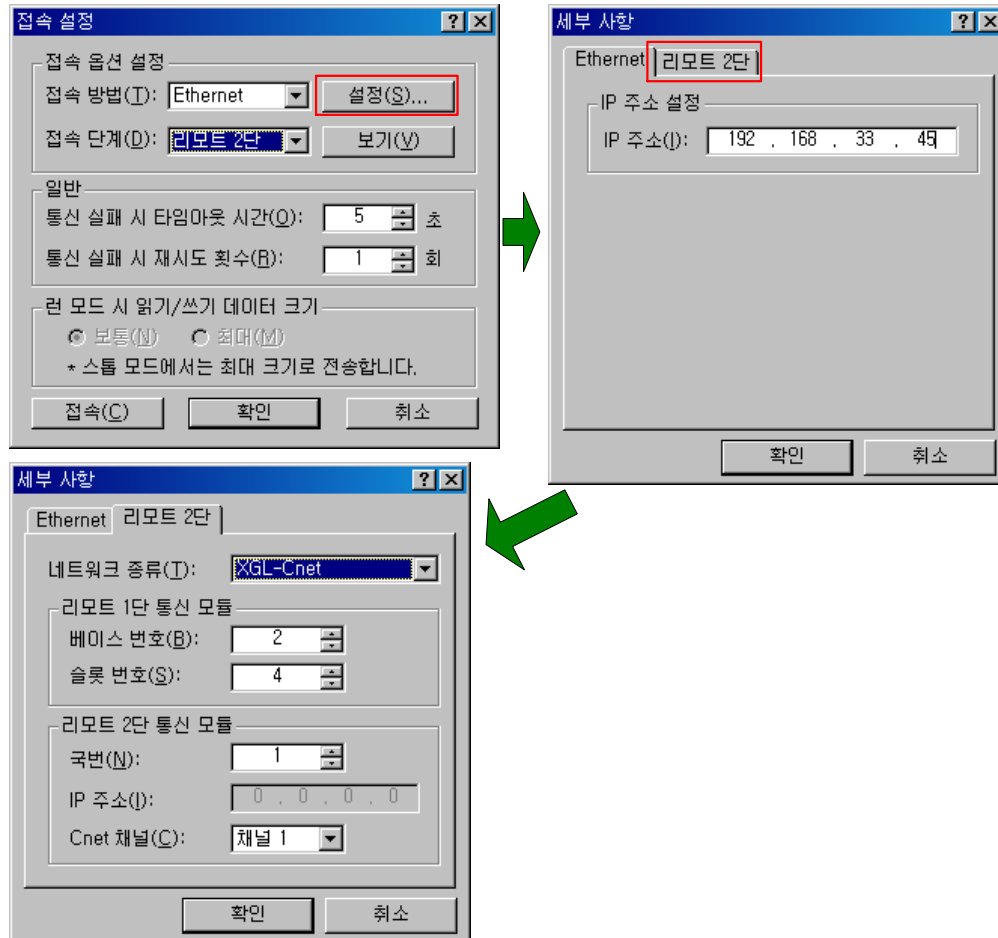 접속 설정
접속 옵션 설정
접속 방법(T): Ethernet 설정(S)...
접속 단계(D): 리모트 2단 보기(V)
일반
통신 실패 시 타임아웃 시간(O): 5 초
통신 실패 시 재시도 횟수(R): 1 회
런 모드 시 읽기/쓰기 데이터 크기
보통(N) 최대(M)
* 스톱 모드에서는 최대 크기로 전송합니다.
접속(C) 확인 취소
세부 사항
Ethernet 리모트 2단
IP 주소 설정
IP 주소(I): 192 . 168 . 33 . 45
확인 취소
세부 사항
Ethernet 리모트 2단
네트워크 종류(T): XGL-Cnet
리모트 1단 통신 모듈
베이스 번호(B): 2
슬롯 번호(S): 4
리모트 2단 통신 모듈
국번(N): 1
IP 주소(I): 0 . 0 . 0 . 0
Cnet 채널(C): 채널 1
확인 취소